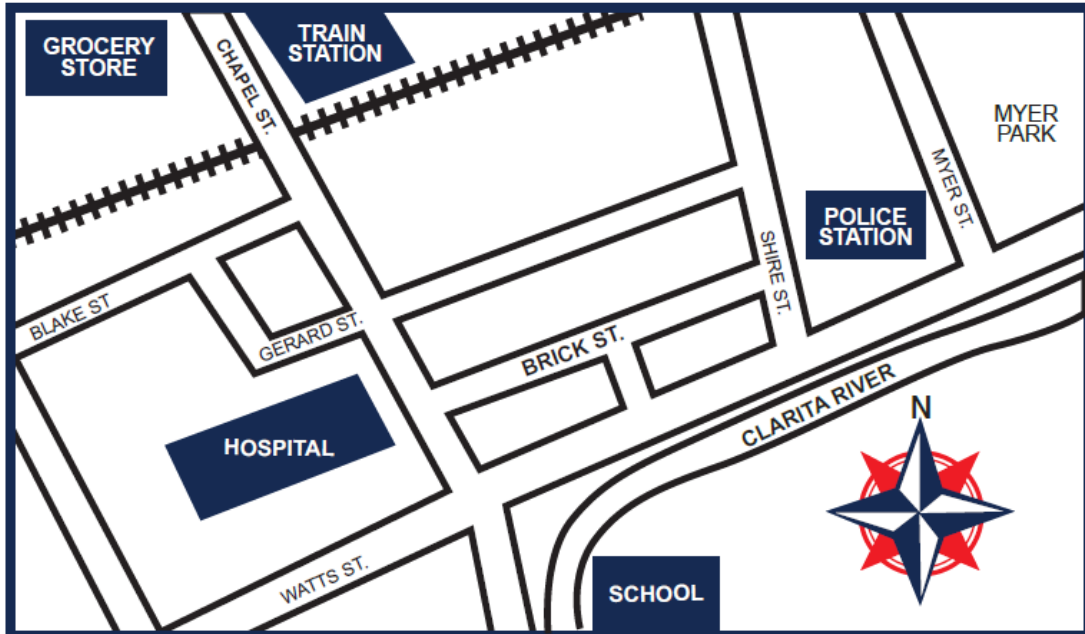 GROCERY
STORE
CHAPEL ST.
TRAIN
STATION
MYER
PARK
MYER ST.
POLICE
STATION
SHIRE ST.
BLAKE ST
GERARD ST.
BRICK ST.
CLARITA RIVER
N
HOSPITAL
WATTS ST.
SCHOOL